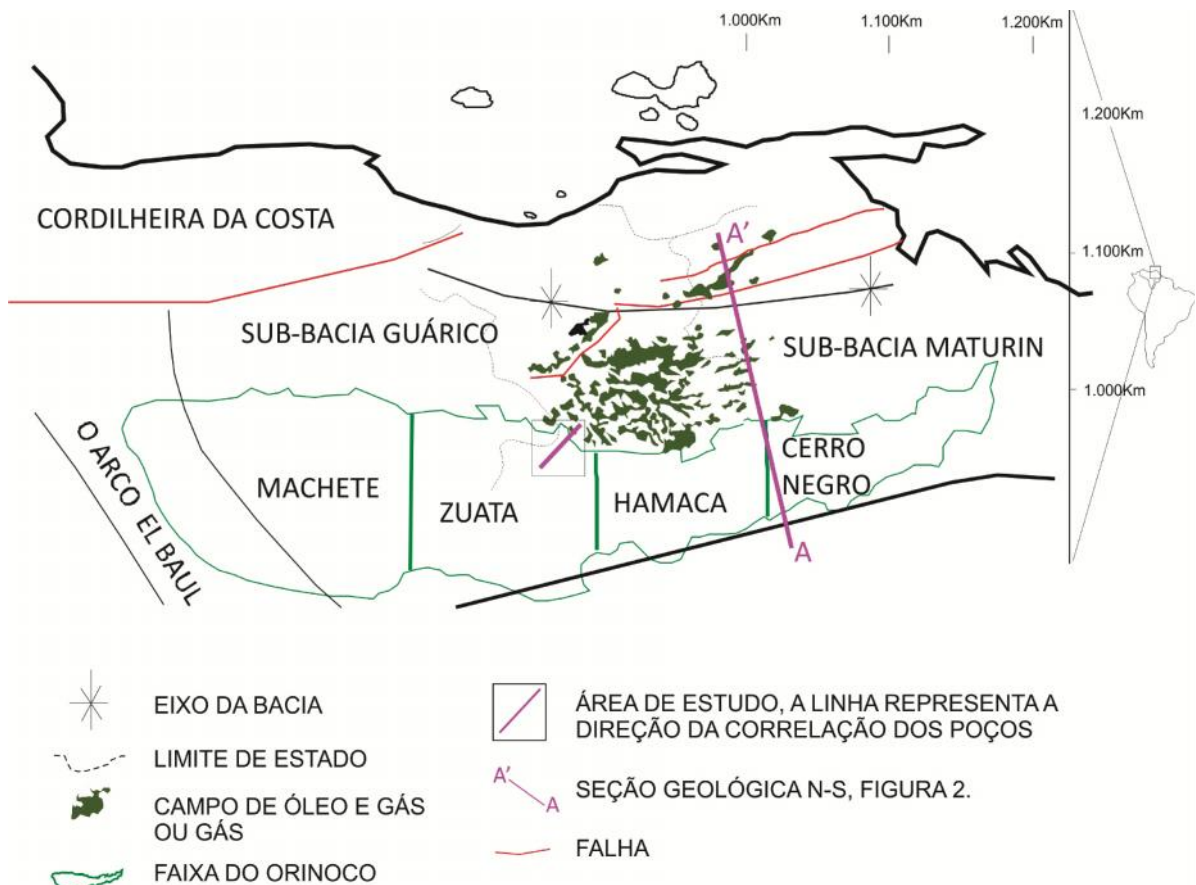 1.000Km 1.100Km 1.200Km
1.200Km
CORDILHEIRA DA COSTA
A'
1.100Km
SUB-BACIA GUÁRICO
SUB-BACIA MATURIN
1.000Km
O ARCO EL BAUL
MACHETE
ZUATA
HAMACA
CERRO
NEGRO
A
EIXO DA BACIA
LIMITE DE ESTADO
CAMPO DE ÓLEO E GÁS
OU GÁS
FAIXA DO ORINOCO
ÁREA DE ESTUDO, A LINHA REPRESENTA A
DIREÇÃO DA CORRELAÇÃO DOS POÇOS
A'
A
SEÇÃO GEOLÓGICA N-S, FIGURA 2.
FALHA